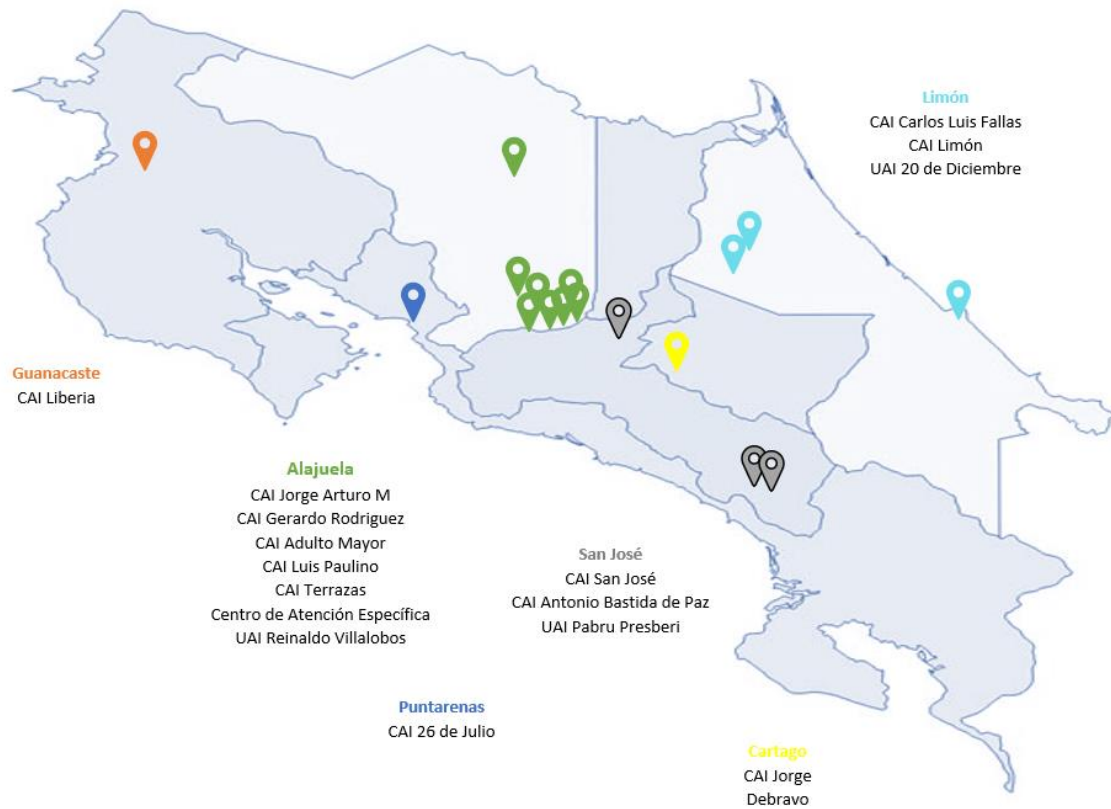 Limón
CAI Carlos Luis Fallas
CAI Limón
UAI 20 de Diciembre
Guanacaste
CAI Liberia
Alajuela
CAI Jorge Arturo M
CAI Gerardo Rodriguez
CAI Adulto Mayor
CAI Luis Paulino
CAI Terrazas
Centro de Atención Específica
UAI Reinaldo Villalobos
San José
CAI San José
CAI Antonio Bastida de Paz
UAI Pabru Presberi
Puntarenas
CAI 26 de Julio
Cartago
CAI Jorge
Debravo